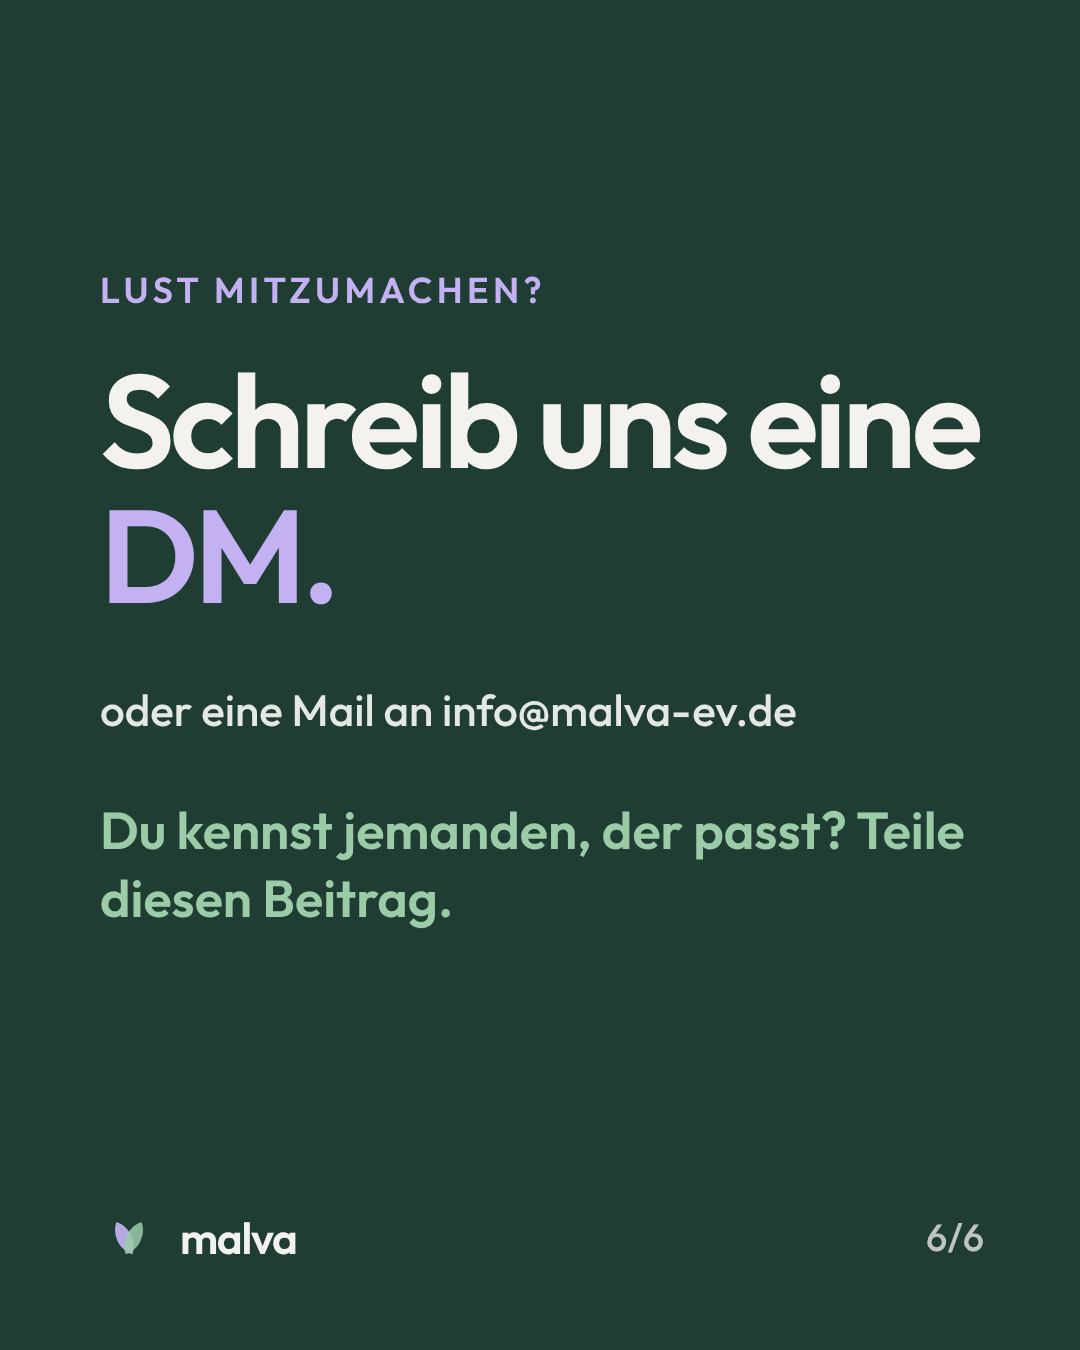 LUST MITZUMACHEN?
Schreib uns eine
DM.
oder eine Mail an info@malva-ev.de
Du kennst jemanden, der passt? Teile
diesen Beitrag.
malva
6/6